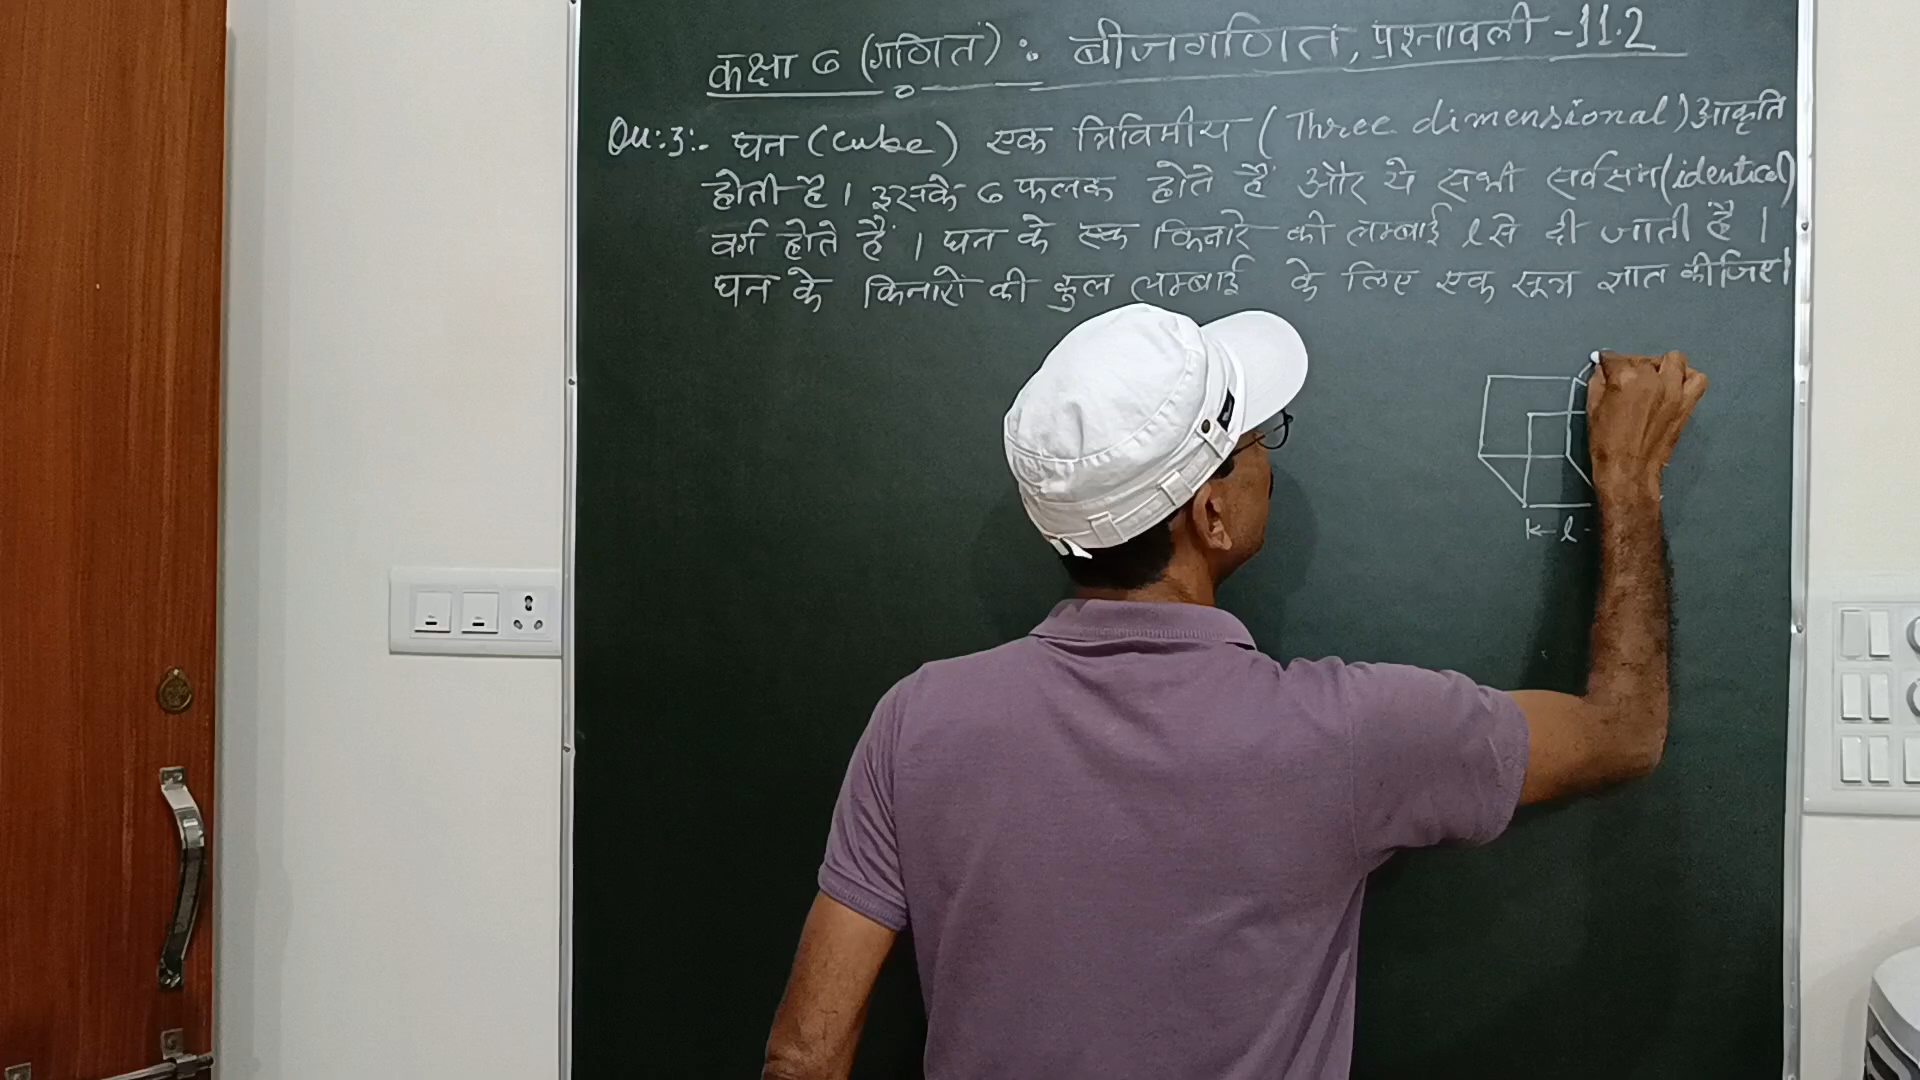 कक्षा 6 (गणित) : बीजगणित, प्रश्नावली -11.2
Qu:3:- घन (Cube) एक त्रिविमीय (Three dimensional) आकृति
होती है। इसके 6 फलक होते हैं और ये सभी सर्वसम (identical)
वर्ग होते हैं । घन के एक किनारे की लम्बाई l से दी जाती है ।
घन के किनारों की कुल लम्बाई के लिए एक सूत्र ज्ञात कीजिए।
l